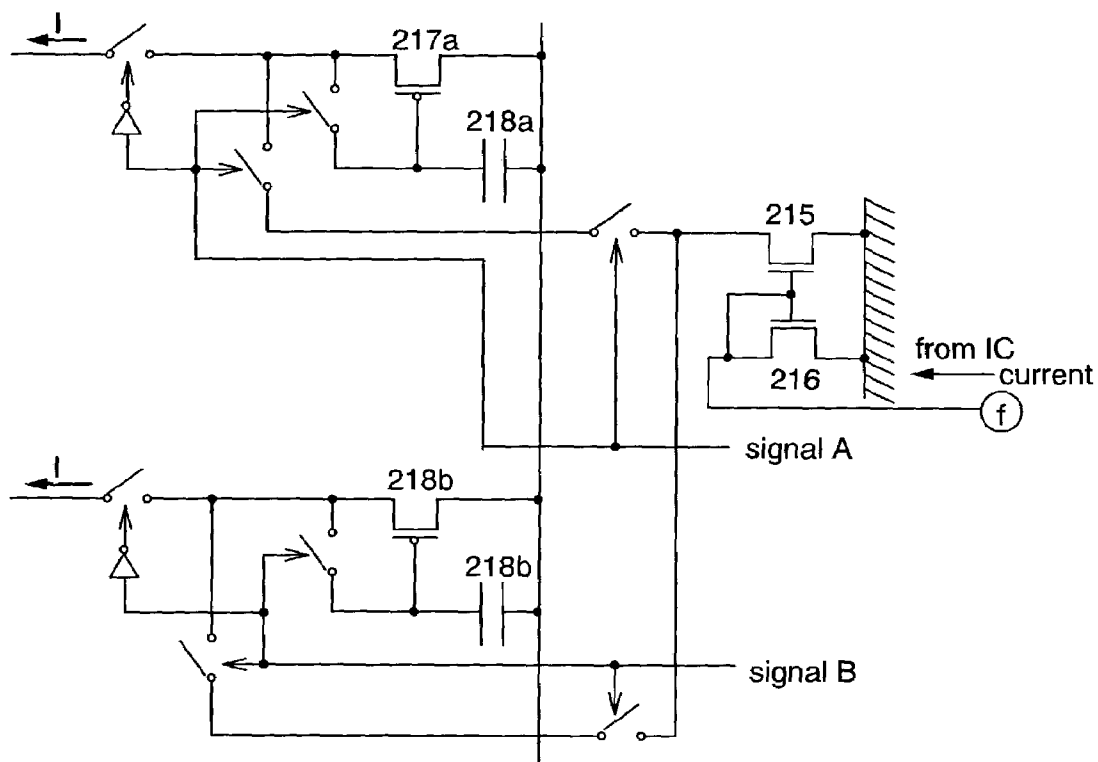 I
217a
218a
215
216
from IC
current
f
signal A
I
218b
218b
signal B